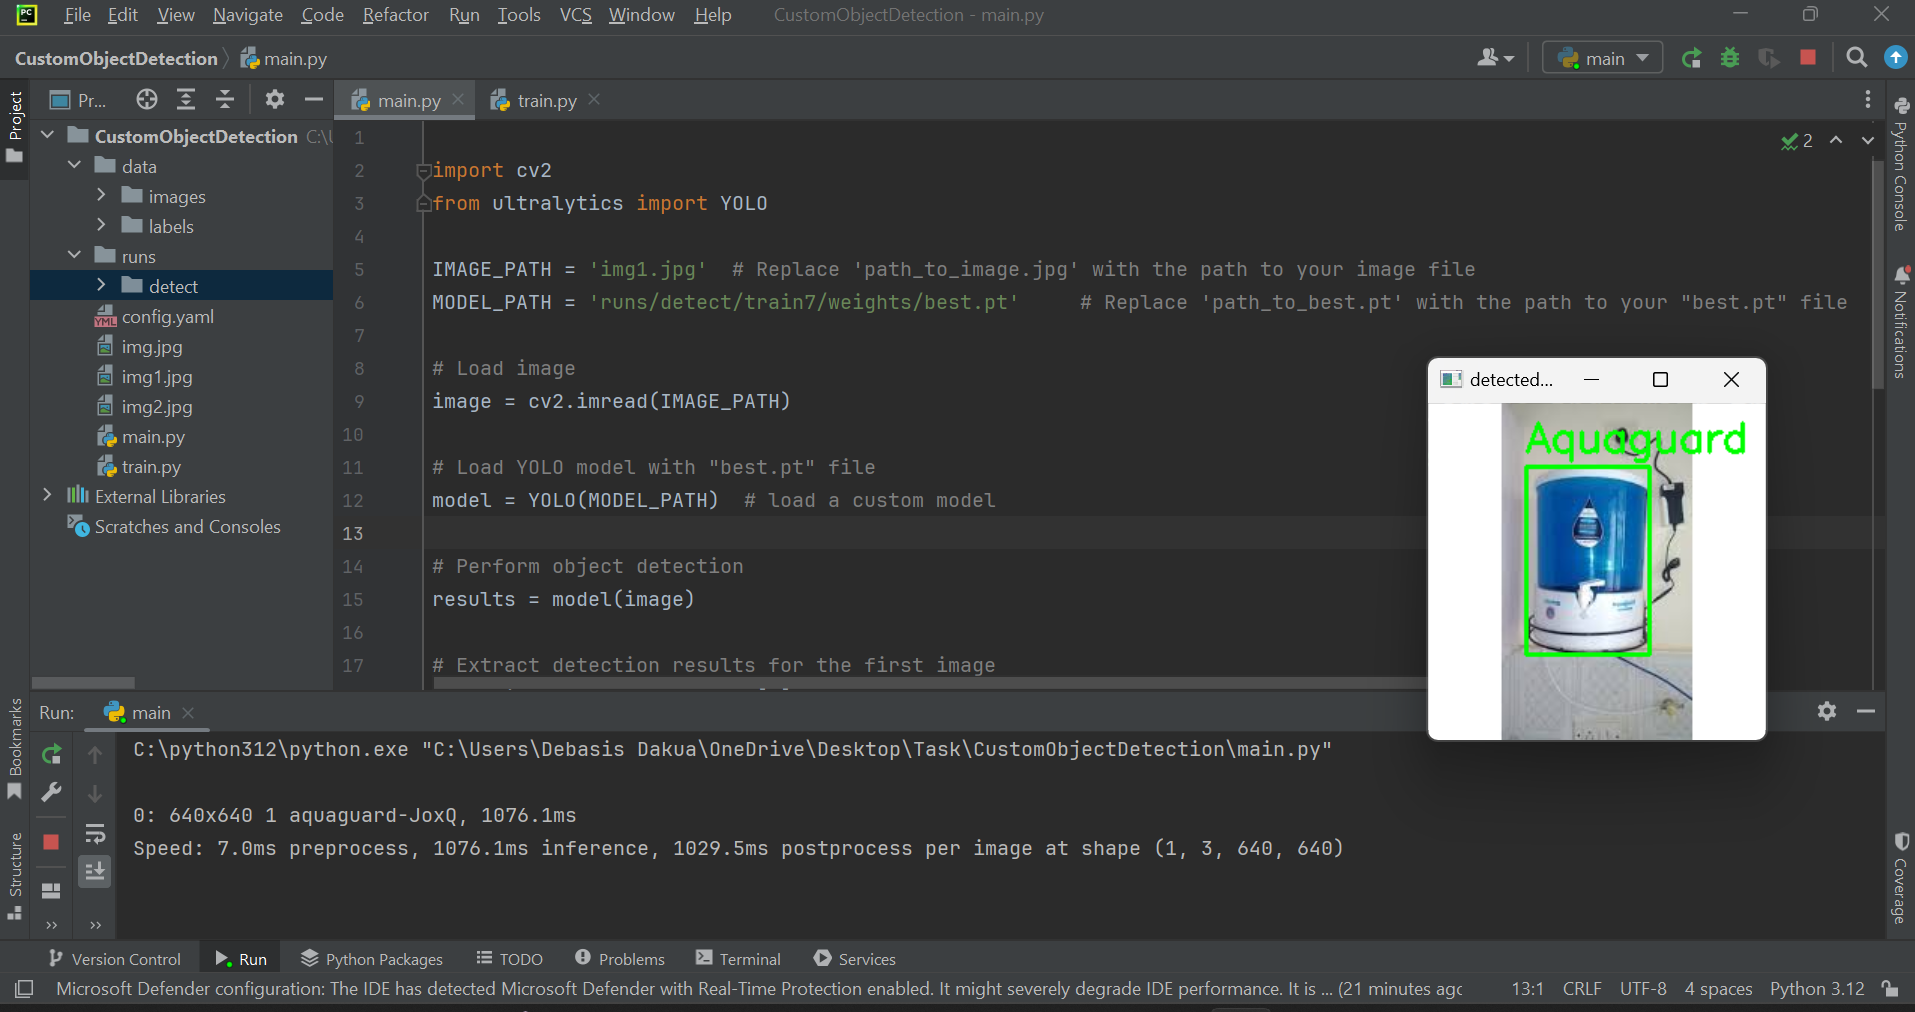 File Edit View Navigate Code Refactor Run Tools VCS Window Help CustomObjectDetection - main.py
CustomObjectDetection main.py main
Project Pr... main.py train.py
CustomObjectDetection C:\
data
images
labels
runs
detect
config.yaml
img.jpg
img1.jpg
img2.jpg
main.py
train.py
External Libraries
Scratches and Consoles
1
2 import cv2
3 from ultralytics import YOLO
4
5 IMAGE_PATH = 'img1.jpg'  # Replace 'path_to_image.jpg' with the path to your image file
6 MODEL_PATH = 'runs/detect/train7/weights/best.pt'     # Replace 'path_to_best.pt' with the path to your "best.pt" file
7
8 # Load image
9 image = cv2.imread(IMAGE_PATH)
10
11 # Load YOLO model with "best.pt" file
12 model = YOLO(MODEL_PATH)  # load a custom model
13
14 # Perform object detection
15 results = model(image)
16
17 # Extract detection results for the first image
2
Python Console
Notifications
Coverage
detected...
Aquaguard
Bookmarks
Structure
Run: main
C:\python312\python.exe "C:\Users\Debasis Dakua\OneDrive\Desktop\Task\CustomObjectDetection\main.py"
0: 640x640 1 aquaguard-JoxQ, 1076.1ms
Speed: 7.0ms preprocess, 1076.1ms inference, 1029.5ms postprocess per image at shape (1, 3, 640, 640)
Version Control Run Python Packages TODO Problems Terminal Services
Microsoft Defender configuration: The IDE has detected Microsoft Defender with Real-Time Protection enabled. It might severely degrade IDE performance. It is ... (21 minutes agc 13:1 CRLF UTF-8 4 spaces Python 3.12